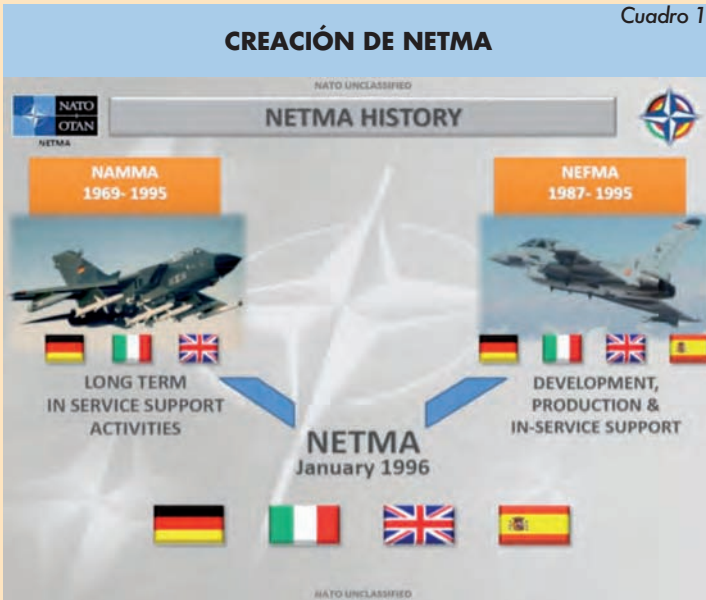 Cuadro 1
CREACIÓN DE NETMA
NATO UNCLASSIFIED
NATO
OTAN
NETMA
NETMA HISTORY
NAMMA
1969- 1995
NEFMA
1987- 1995
LONG TERM
IN SERVICE SUPPORT
ACTIVITIES
DEVELOPMENT,
PRODUCTION &
IN-SERVICE SUPPORT
NETMA
January 1996
NATO UNCLASSIFIED